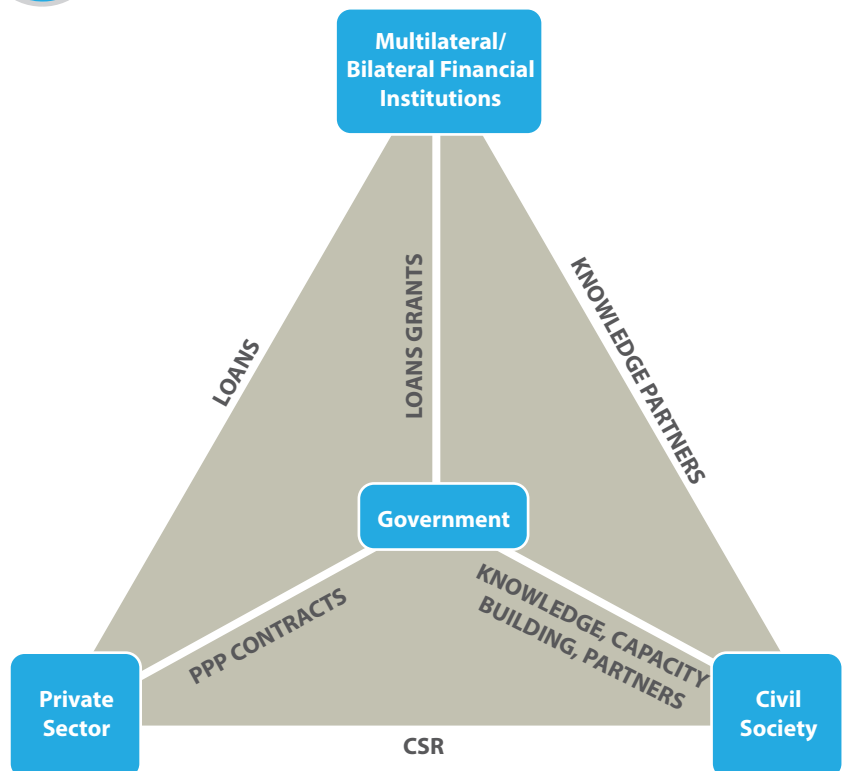 Multilateral/
Bilateral Financial
Institutions
LOANS
LOANS GRANTS
KNOWLEDGE PARTNERS
Government
PPP CONTRACTS
KNOWLEDGE, CAPACITY
BUILDING, PARTNERS
Private
Sector
CSR
Civil
Society